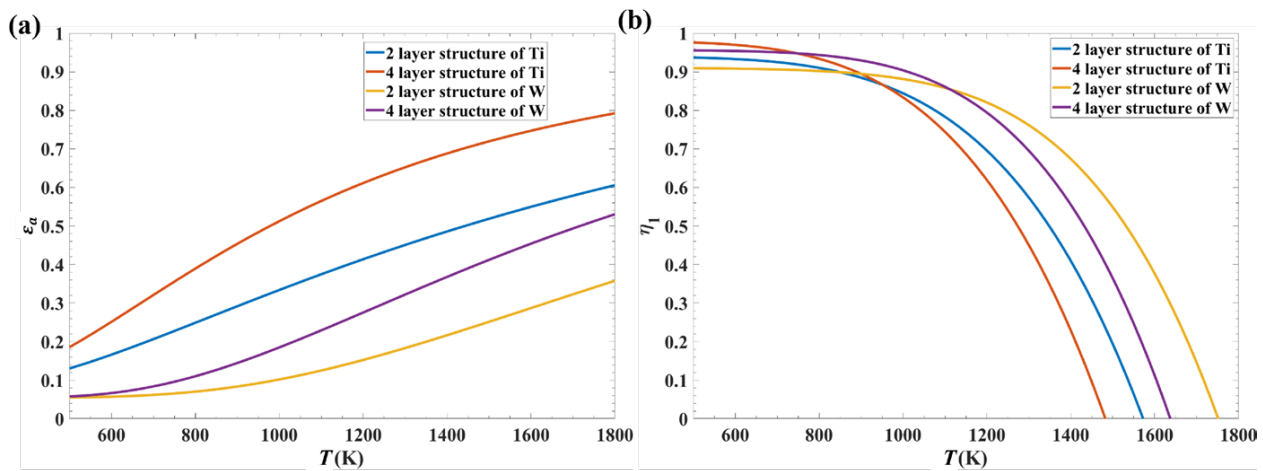 (a)
1
0.9
0.8
0.7
0.6
0.5
0.4
0.3
0.2
0.1
0
εa
2 layer structure of Ti
4 layer structure of Ti
2 layer structure of W
4 layer structure of W
600 800 1000 1200 1400 1600 1800
T(K)
(b)
1
0.9
0.8
0.7
0.6
0.5
0.4
0.3
0.2
0.1
0
η1
2 layer structure of Ti
4 layer structure of Ti
2 layer structure of W
4 layer structure of W
600 800 1000 1200 1400 1600 1800
T(K)